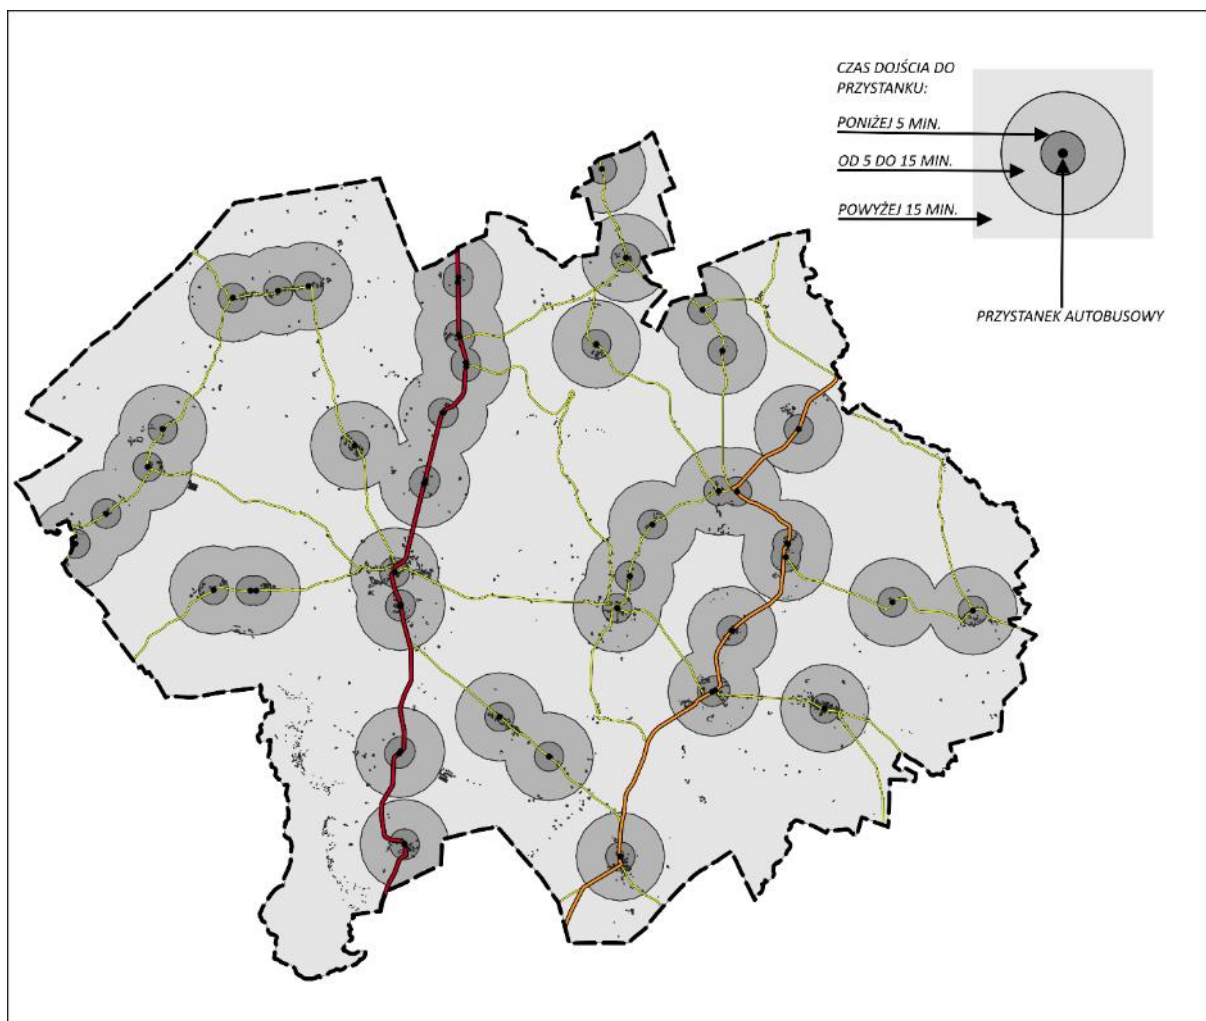 CZAS DOJŚCIA DO
PRZYSTANKU:
PONIŻEJ 5 MIN.
OD 5 DO 15 MIN.
POWYŻEJ 15 MIN.
PRZYSTANEK AUTOBUSOWY